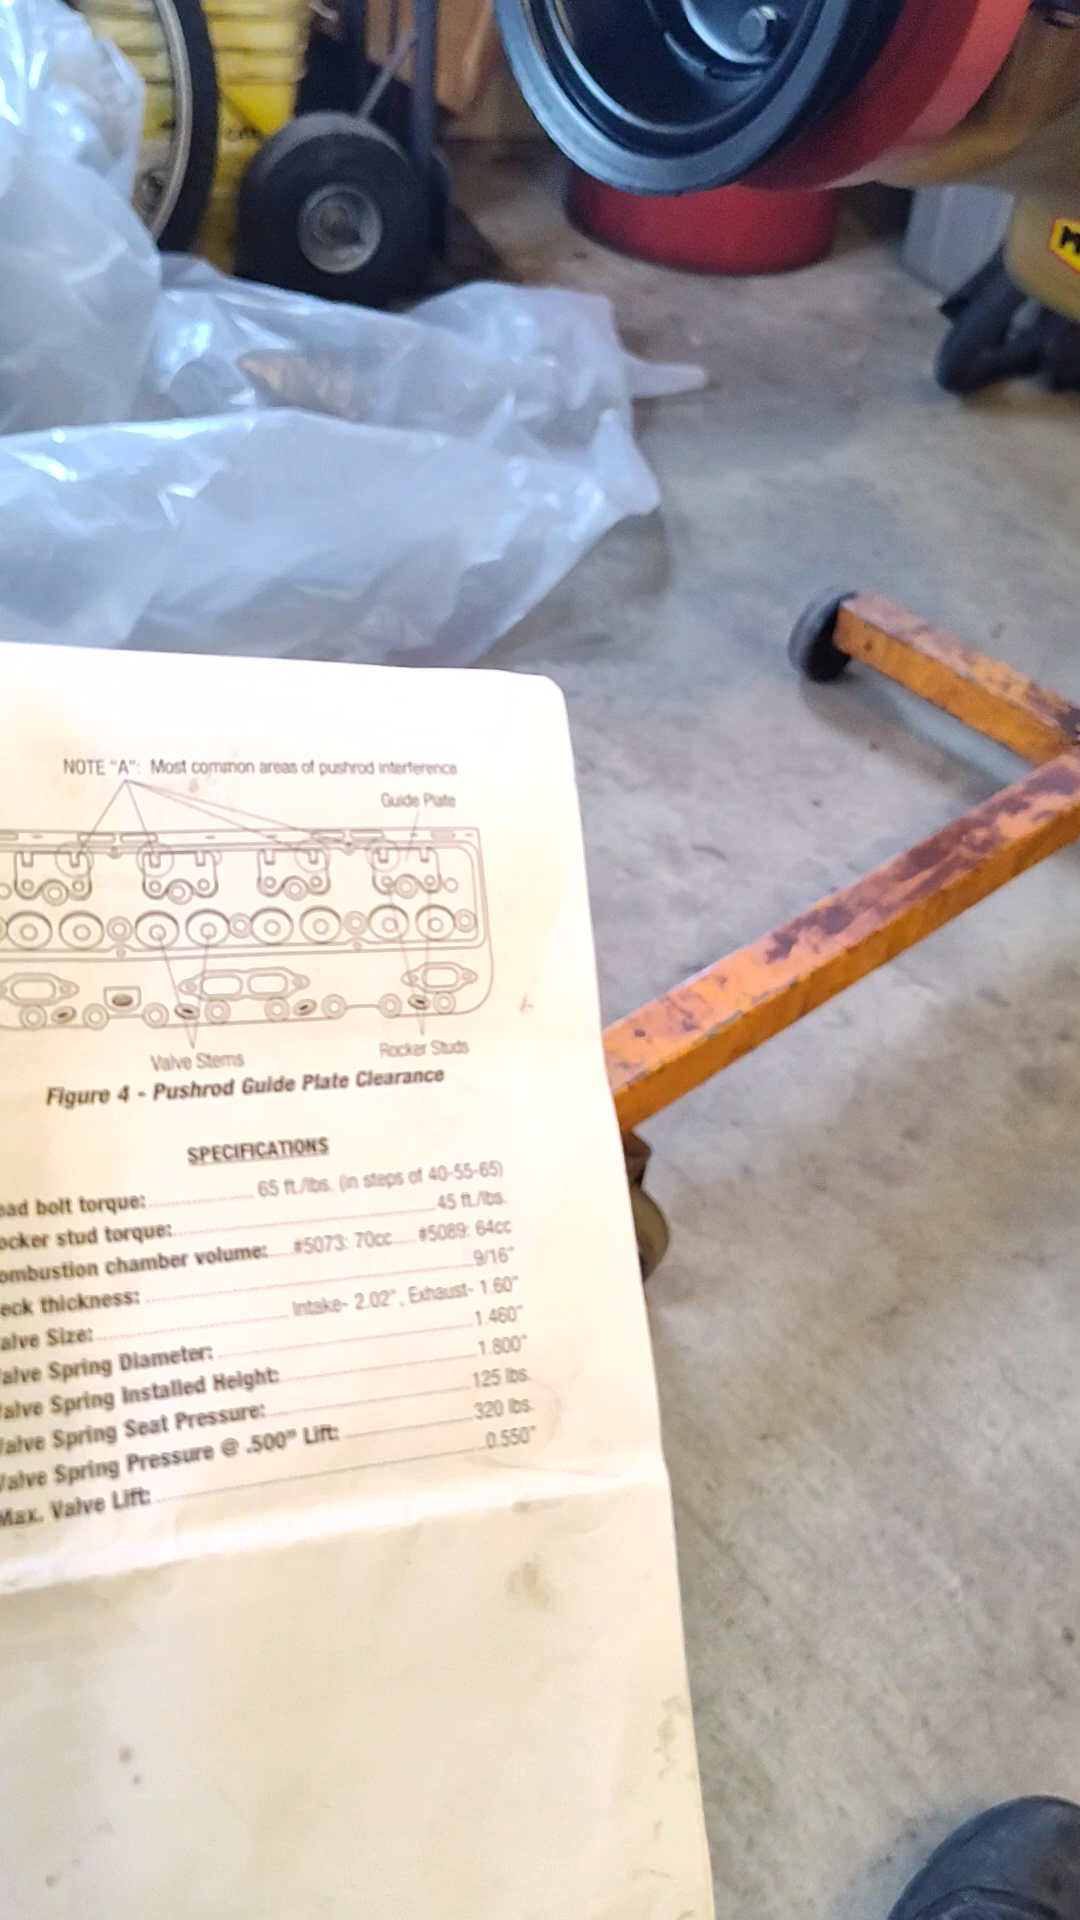 NOTE "A": Most common areas of pushrod interference
Guide Plate
Valve Stems
Rocker Studs
Figure 4 - Pushrod Guide Plate Clearance
SPECIFICATIONS
ead bolt torque: 65 ft./lbs. (in steps of 40-55-65)
ocker stud torque: 45 ft./lbs.
ombustion chamber volume: #5073: 70cc #5089: 64cc
eck thickness: 9/16"
alve Size: Intake- 2.02", Exhaust- 1.60"
alve Spring Diameter: 1.460"
alve Spring Installed Height: 1.800"
Valve Spring Seat Pressure: 125 lbs.
Valve Spring Pressure @ .500" Lift: 320 lbs.
Max. Valve Lift: 0.550"